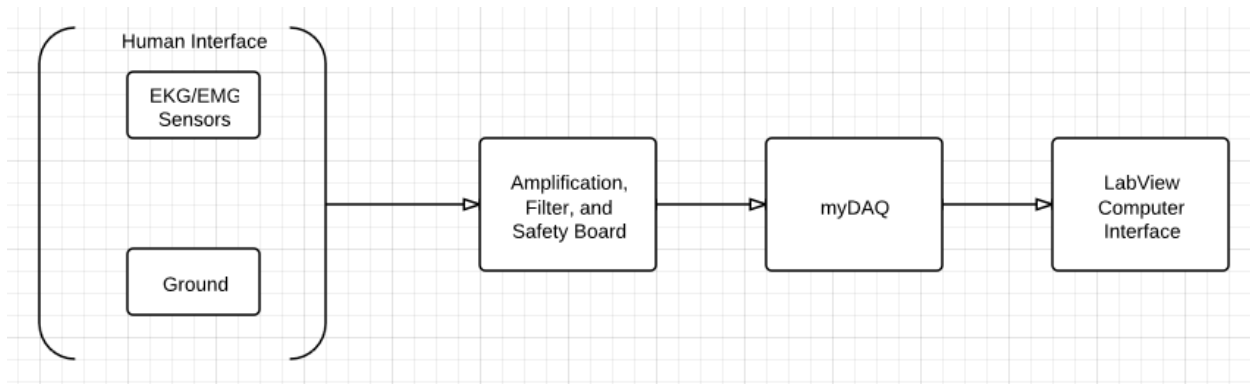 Human Interface
EKG/EMG
Sensors
Ground
Amplification,
Filter, and
Safety Board
myDAQ
LabView
Computer
Interface